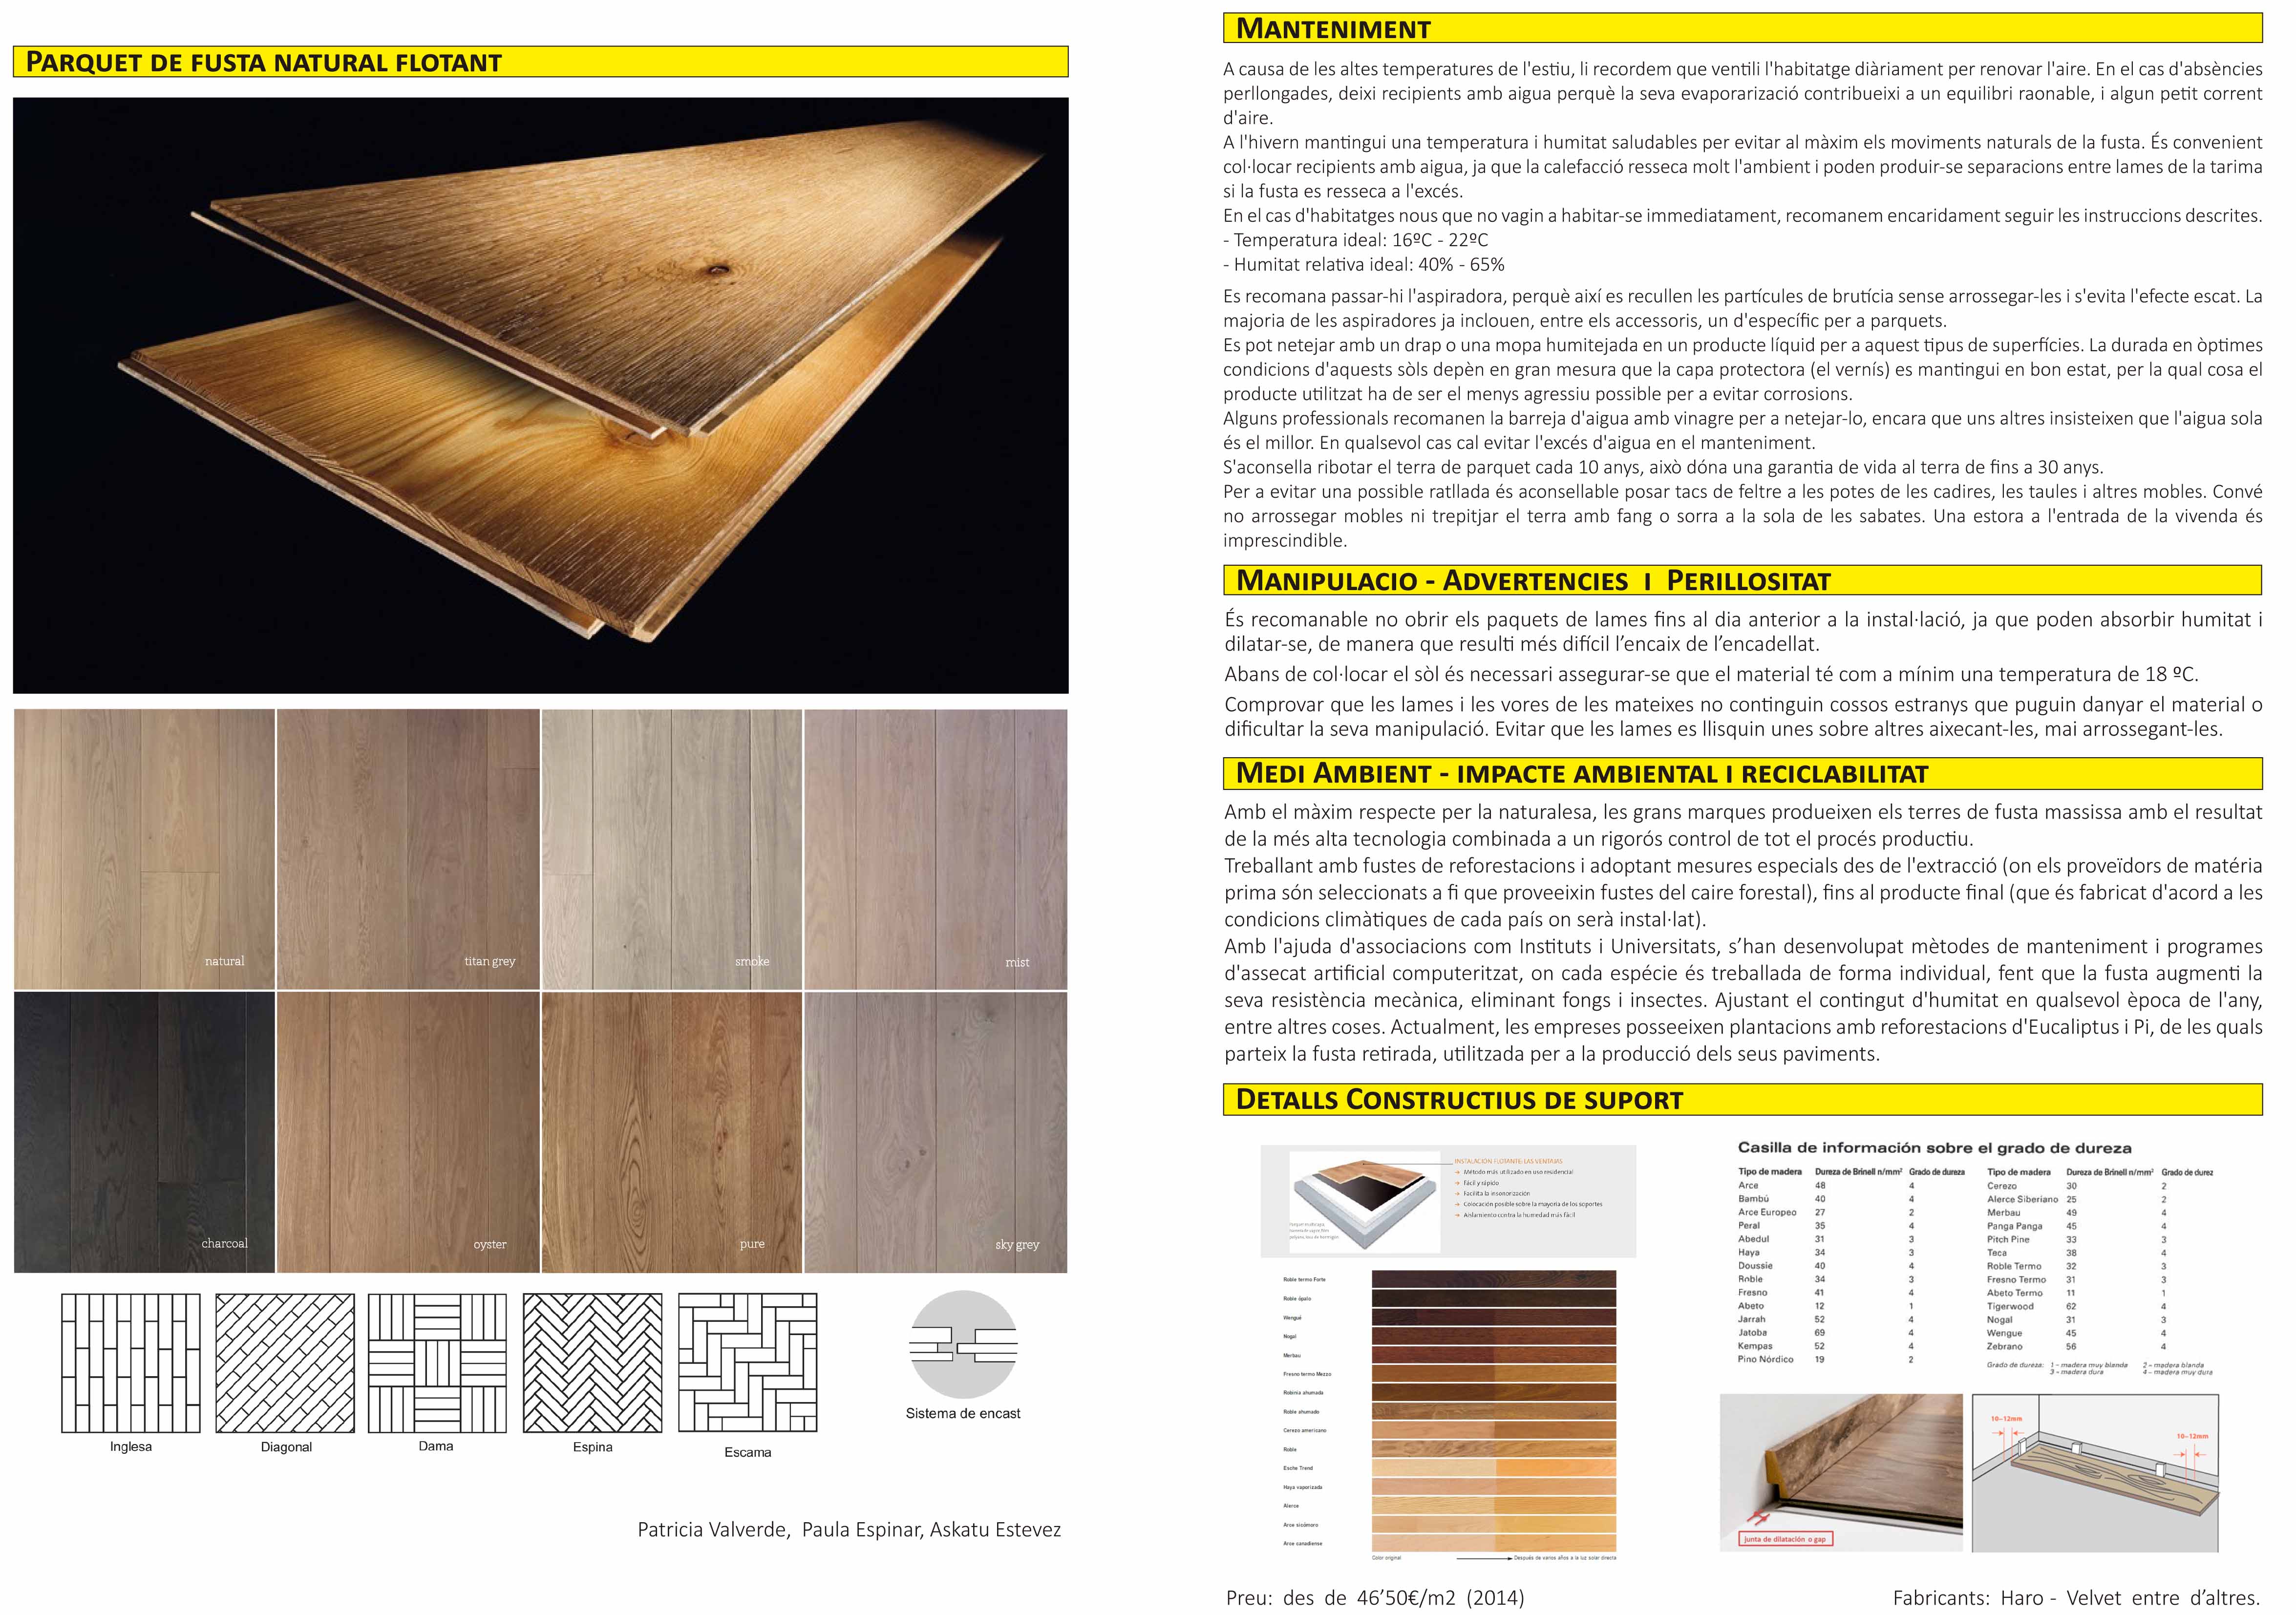 PARQUET DE FUSTA NATURAL FLOTANT
natural
titan grey
smoke
mist
charcoal
oyster
pure
sky grey
Inglesa
Diagonal
Dama
Espina
Escama
Sistema de encast
Patricia Valverde, Paula Espinar, Askatu Estevez
MANTENIMENT
A causa de les altes temperatures de l'estiu, li recordem que ventili l'habitatge diàriament per renovar l'aire. En el cas d'absències
perllongades, deixi recipients amb aigua perquè la seva evaporarizació contribueixi a un equilibri raonable, i algun petit corrent
d'aire.
A l'hivern mantingui una temperatura i humitat saludables per evitar al màxim els moviments naturals de la fusta. És convenient
col·locar recipients amb aigua, ja que la calefacció resseca molt l'ambient i poden produir-se separacions entre lames de la tarima
si la fusta es resseca a l'excés.
En el cas d'habitatges nous que no vagin a habitar-se immediatament, recomanem encaridament seguir les instruccions descrites.
- Temperatura ideal: 16ºC - 22ºC
- Humitat relativa ideal: 40% - 65%
Es recomana passar-hi l'aspiradora, perquè així es recullen les partícules de brutícia sense arrossegar-les i s'evita l'efecte escat. La
majoria de les aspiradores ja inclouen, entre els accessoris, un d'específic per a parquets.
Es pot netejar amb un drap o una mopa humitejada en un producte líquid per a aquest tipus de superfícies. La durada en òptimes
condicions d'aquests sòls depèn en gran mesura que la capa protectora (el vernís) es mantingui en bon estat, per la qual cosa el
producte utilitzat ha de ser el menys agressiu possible per a evitar corrosions.
Alguns professionals recomanen la barreja d'aigua amb vinagre per a netejar-lo, encara que uns altres insisteixen que l'aigua sola
és el millor. En qualsevol cas cal evitar l'excés d'aigua en el manteniment.
S'aconsella ribotar el terra de parquet cada 10 anys, això dóna una garantia de vida al terra de fins a 30 anys.
Per a evitar una possible ratllada és aconsellable posar tacs de feltre a les potes de les cadires, les taules i altres mobles. Convé
no arrossegar mobles ni trepitjar el terra amb fang o sorra a la sola de les sabates. Una estora a l'entrada de la vivenda és
imprescindible.
MANIPULACIO - ADVERTENCIES I PERILLOSITAT
És recomanable no obrir els paquets de lames fins al dia anterior a la instal·lació, ja que poden absorbir humitat i
dilatar-se, de manera que resulti més difícil l’encaix de l’encadellat.
Abans de col·locar el sòl és necessari assegurar-se que el material té com a mínim una temperatura de 18 ºC.
Comprovar que les lames i les vores de les mateixes no continguin cossos estranys que puguin danyar el material o
dificultar la seva manipulació. Evitar que les lames es llisquin unes sobre altres aixecant-les, mai arrossegant-les.
MEDI AMBIENT - IMPACTE AMBIENTAL I RECICLABILITAT
Amb el màxim respecte per la naturalesa, les grans marques produeixen els terres de fusta massissa amb el resultat
de la més alta tecnologia combinada a un rigorós control de tot el procés productiu.
Treballant amb fustes de reforestacions i adoptant mesures especials des de l'extracció (on els proveïdors de matéria
prima són seleccionats a fi que proveeixin fustes del caire forestal), fins al producte final (que és fabricat d'acord a les
condicions climàtiques de cada país on serà instal·lat).
Amb l'ajuda d'associacions com Instituts i Universitats, s’han desenvolupat mètodes de manteniment i programes
d'assecat artificial computeritzat, on cada espécie és treballada de forma individual, fent que la fusta augmenti la
seva resistència mecànica, eliminant fongs i insectes. Ajustant el contingut d'humitat en qualsevol època de l'any,
entre altres coses. Actualment, les empreses posseeixen plantacions amb reforestacions d'Eucaliptus i Pi, de les quals
parteix la fusta retirada, utilitzada per a la producció dels seus paviments.
DETALLS CONSTRUCTIUS DE SUPORT
INSTALACIÓN FLOTANTE: LAS VENTAJAS
Método más utilizado en uso residencial
Fácil y rápido
Facilita la insonorización
Colocación posible sobre la mayoría de los soportes
Aislamiento contra la humedad más fácil
Roble termo Forte
Roble ópalo
Wengué
Nogal
Merbau
Fresno termo Mezzo
Robinia ahumada
Roble ahumado
Cerezo americano
Roble
Esche Trend
Haya vaporizada
Alerce
Arce sicómoro
Arce canadiense
Color original
Después de varios años a la luz solar directa
Casilla de información sobre el grado de dureza
Tipo de madera Dureza de Brinell n/mm² Grado de dureza Tipo de madera Dureza de Brinell n/mm² Grado de durez
Arce 48 4 Cerezo 30 2
Bambú 40 4 Alerce Siberiano 25 2
Arce Europeo 27 2 Merbau 49 4
Peral 35 4 Panga Panga 45 4
Abedul 31 3 Pitch Pine 33 3
Haya 34 3 Teca 38 4
Doussie 40 4 Roble Termo 32 3
Roble 34 3 Fresno Termo 31 3
Fresno 41 4 Abeto Termo 11 1
Abeto 12 1 Tigerwood 62 4
Jarrah 52 4 Nogal 31 3
Jatoba 69 4 Wengue 45 4
Kempas 52 4 Zebrano 56 4
Pino Nórdico 19 2
Grado de dureza: 1 – madera muy blanda 2 – madera blanda
3 – madera dura 4 – madera muy dura
Junta de dilatación o gap
10–12mm
10–12mm
Preu: des de 46’50€/m2 (2014)
Fabricants: Haro - Velvet entre d’altres.